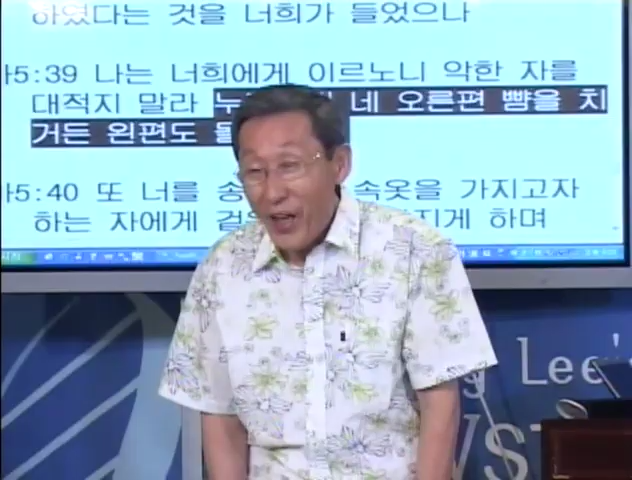 하였다는 것을 너희가 들었으나
5:39 나는 너희에게 이르노니 악한 자를
대적지 말라 네 오른편 뺨을 치
거든 왼편도
5:40 또 너를 속옷을 가지고자
하는 자에게 하며
Lee's